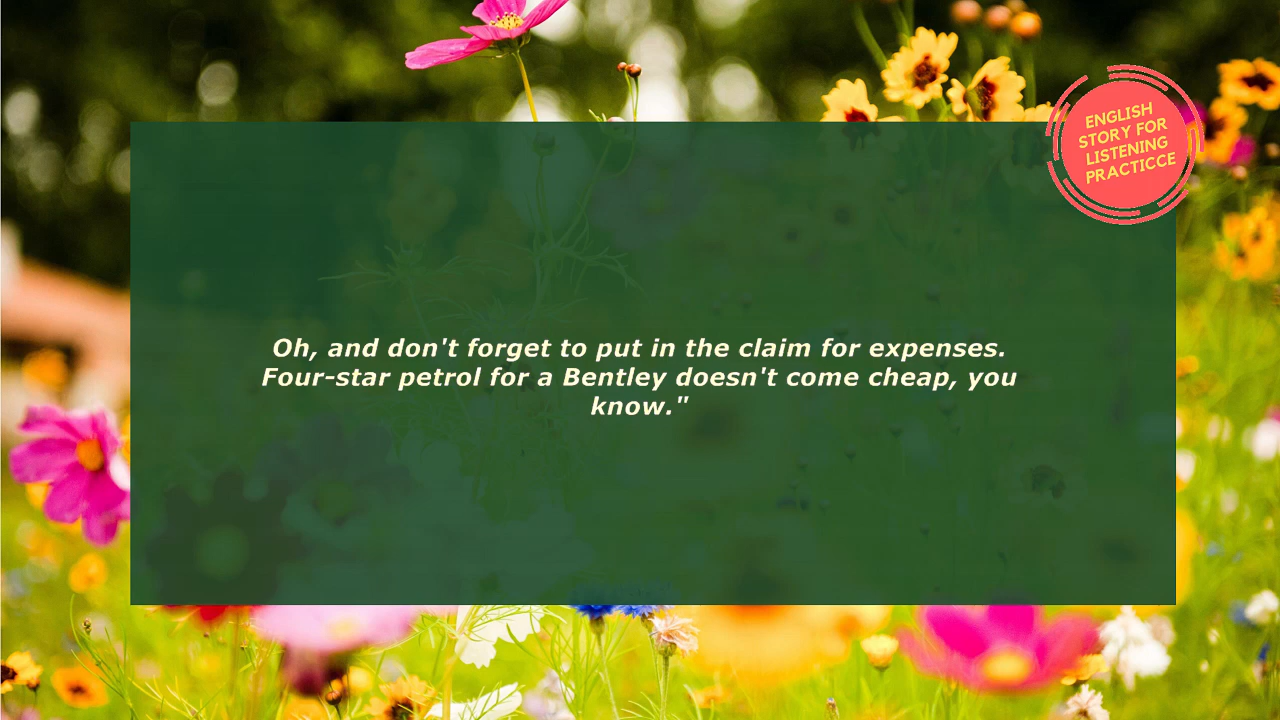 ENGLISH
STORY FOR
LISTENING
PRACTICCE
Oh, and don't forget to put in the claim for expenses.
Four-star petrol for a Bentley doesn't come cheap, you
know."